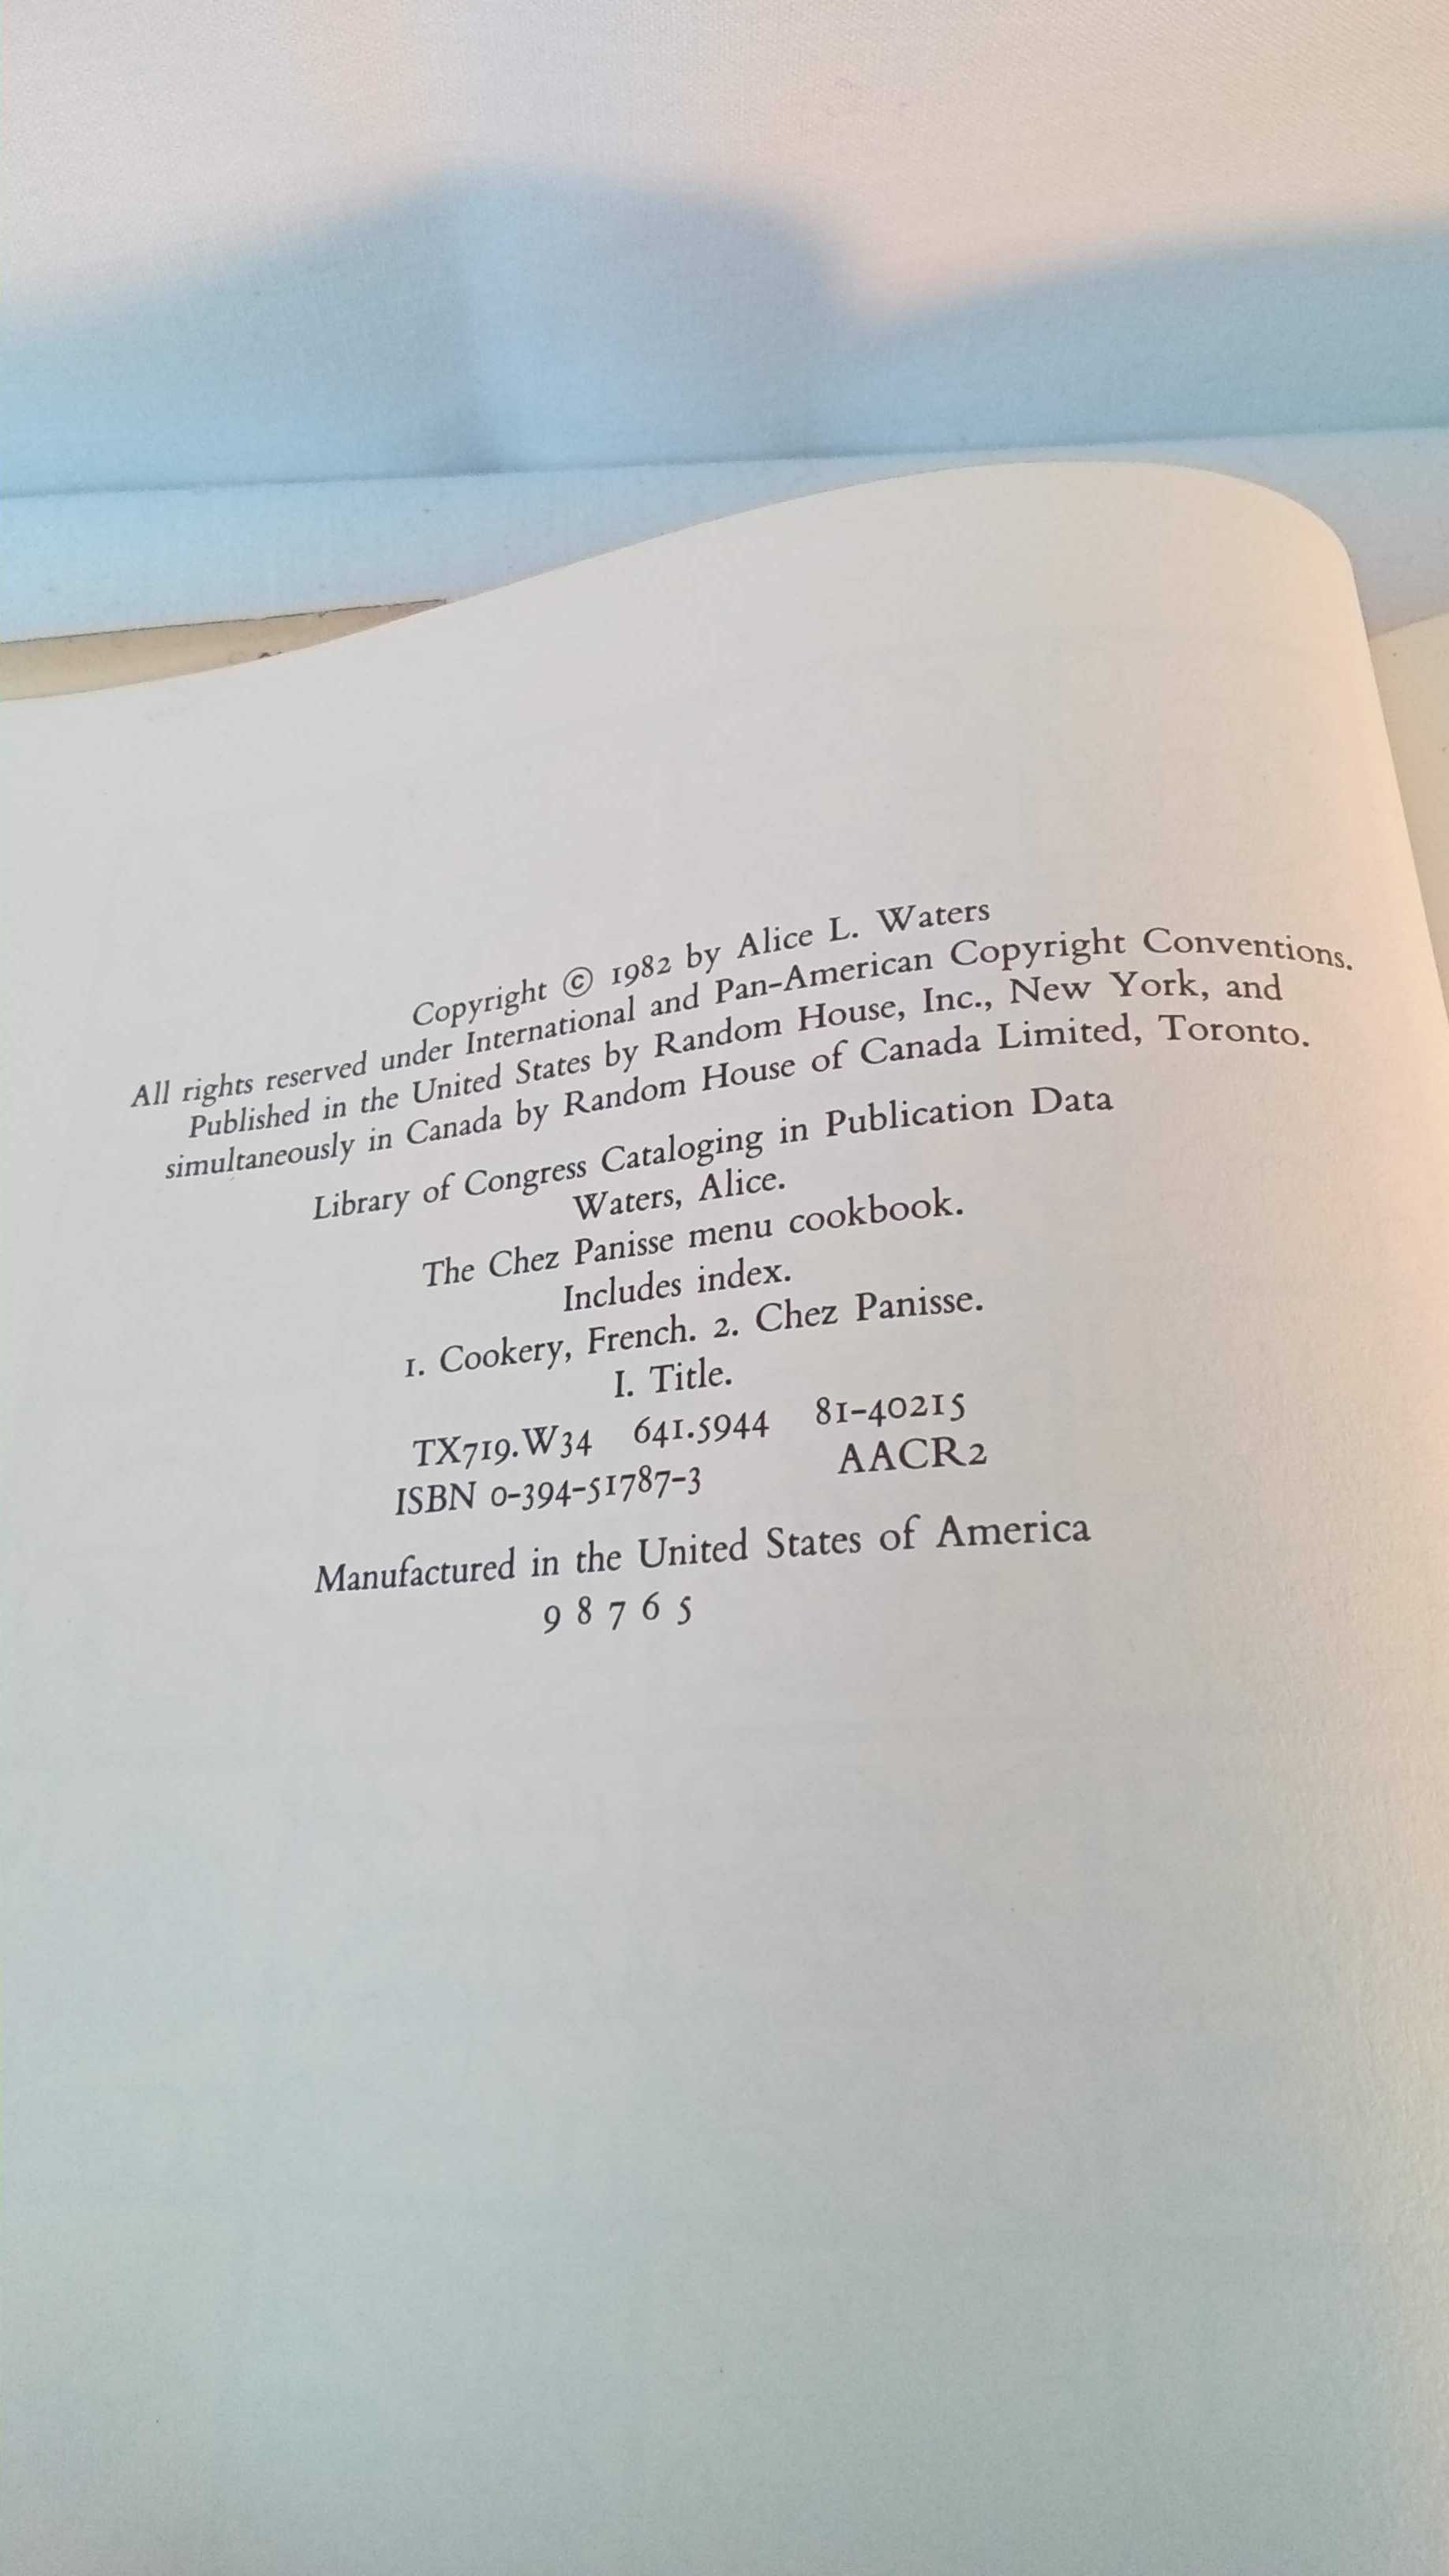 Copyright © 1982 by Alice L. Waters
All rights reserved under International and Pan-American Copyright Conventions.
Published in the United States by Random House, Inc., New York, and
simultaneously in Canada by Random House of Canada Limited, Toronto.
Library of Congress Cataloging in Publication Data
Waters, Alice.
The Chez Panisse menu cookbook.
Includes index.
1. Cookery, French. 2. Chez Panisse.
I. Title.
TX719.W34 641.5944 81-40215
ISBN 0-394-51787-3 AACR2
Manufactured in the United States of America
9 8 7 6 5